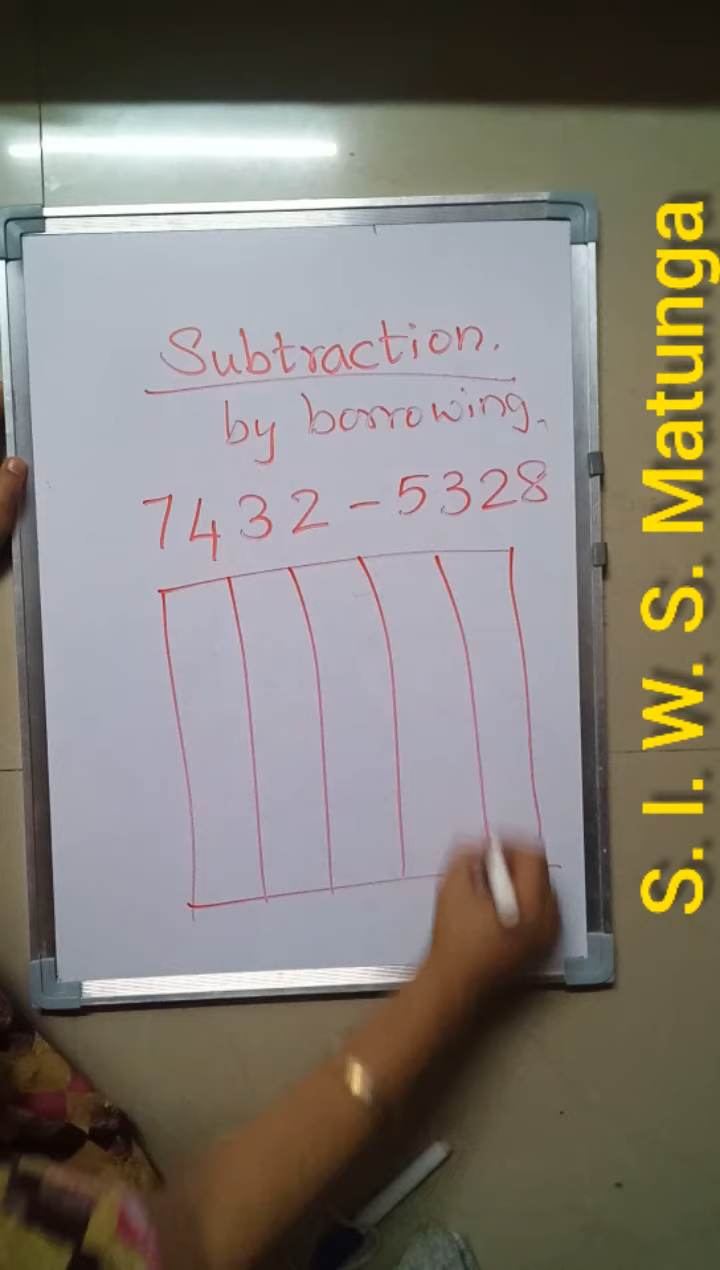 Subtraction.
by borrowing.
7432 - 5328
S. I. W. S. Matunga